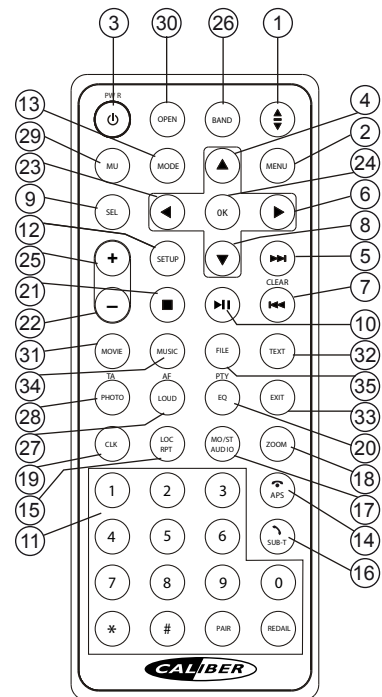 3 30 26 1
PW R
OPEN BAND
13 4
29 MU MODE MENU 2
23 24
9 SEL OK 6
12 8
25 + SETUP 5
21 CLEAR 7
22 −
10
31 MOVIE MUSIC FILE TEXT 32
34 35
TA AF PTY
28 PHOTO LOUD EQ EXIT 33
27 20
19 CLK LOC RPT MO/ST AUDIO ZOOM 18
15 17
11 1 2 3 APS 14
4 5 6 SUB-T 16
7 8 9 0
* # PAIR REDAIL
CALIBER